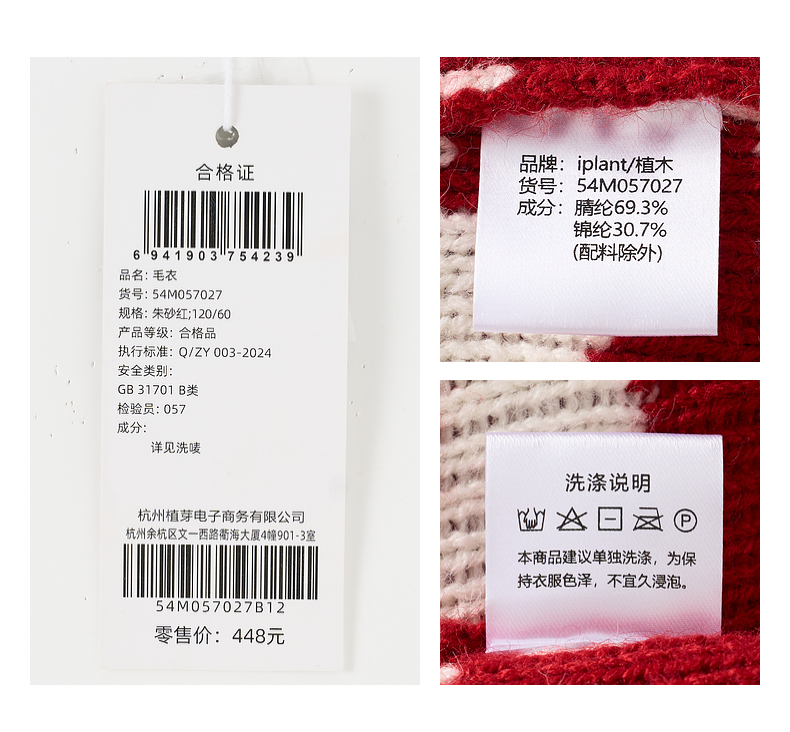 合格证
6 941903 754239
品名: 毛衣
货号: 54M057027
规格: 朱砂红;120/60
产品等级: 合格品
执行标准: Q/ZY 003-2024
安全类别:
GB 31701 B类
检验员: 057
成分:
详见洗唛
杭州植芽电子商务有限公司
杭州余杭区文一西路衢海大厦4幢901-3室
54M057027B12
零售价: 448元
品牌: iplant/植木
货号: 54M057027
成分: 腈纶69.3%
锦纶30.7%
(配料除外)
洗涤说明
P
本商品建议单独洗涤，为保
持衣服色泽，不宜久浸泡。